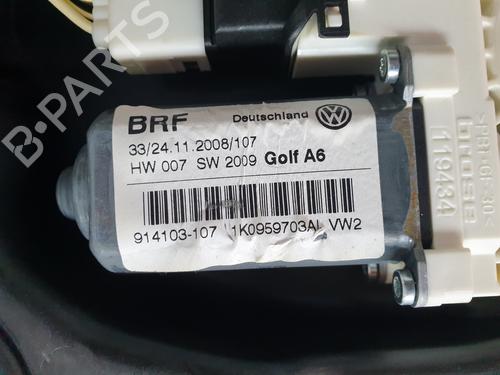 B-PARTS
BRF Deutschland
33/24.11.2008/107
HW 007 SW 2009 Golf A6
914103-107 1K0959703AL VW2
brose
119434